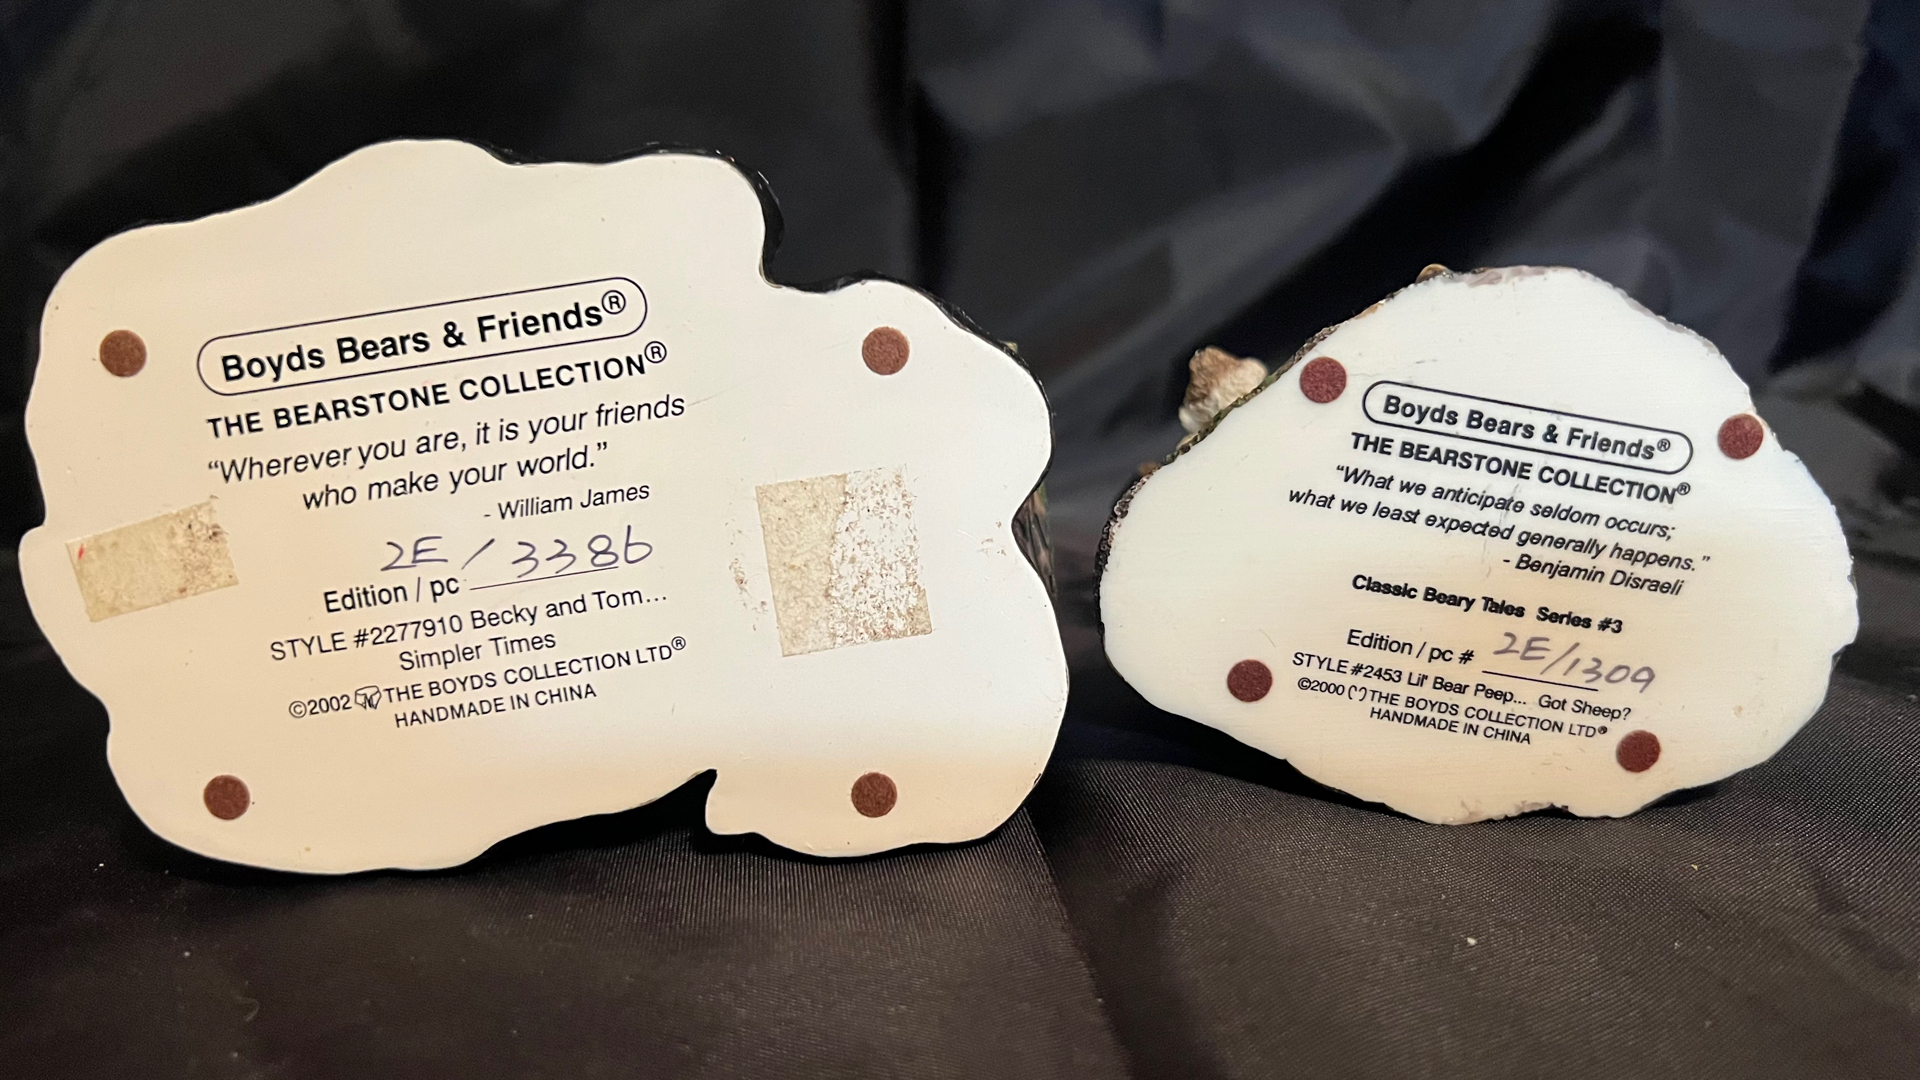 Boyds Bears & Friends®
THE BEARSTONE COLLECTION®
“Wherever you are, it is your friends
who make your world.”
- William James
2E / 3386
Edition / pc
STYLE #2277910 Becky and Tom...
Simpler Times
©2002 THE BOYDS COLLECTION LTD®
HANDMADE IN CHINA
Boyds Bears & Friends®
THE BEARSTONE COLLECTION®
“What we anticipate seldom occurs;
what we least expected generally happens.”
- Benjamin Disraeli
Classic Beary Tales Series #3
Edition / pc # 2E/1309
STYLE #2453 Lil' Bear Peep... Got Sheep?
©2000 THE BOYDS COLLECTION LTD®
HANDMADE IN CHINA